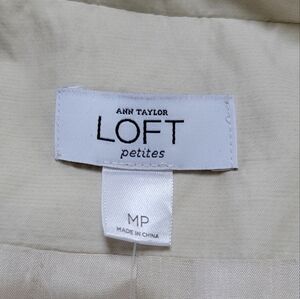 ANN TAYLOR
LOFT
petites
MP
MADE IN CHINA